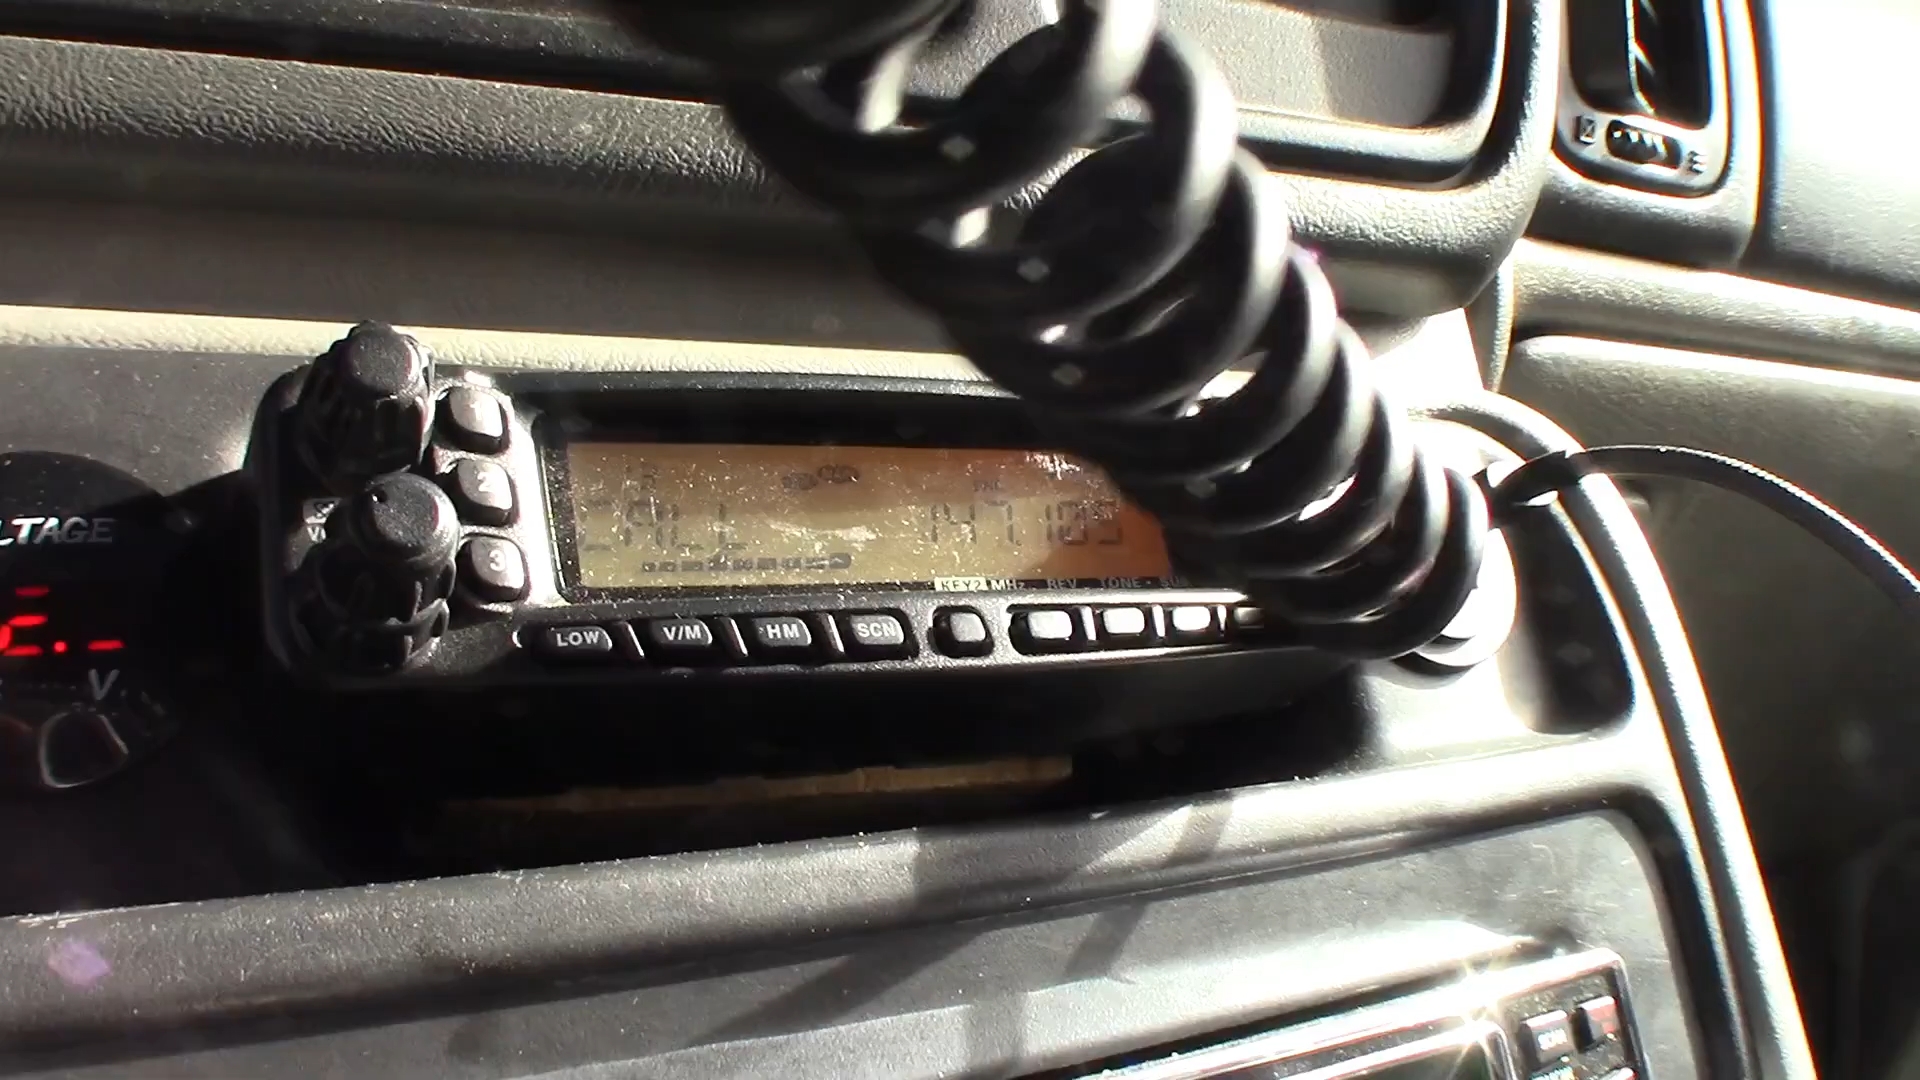 LTAGE
V
1
2
3
CALL
147.105
KEY2 MHz REV TONE
LOW V/M HM SCN